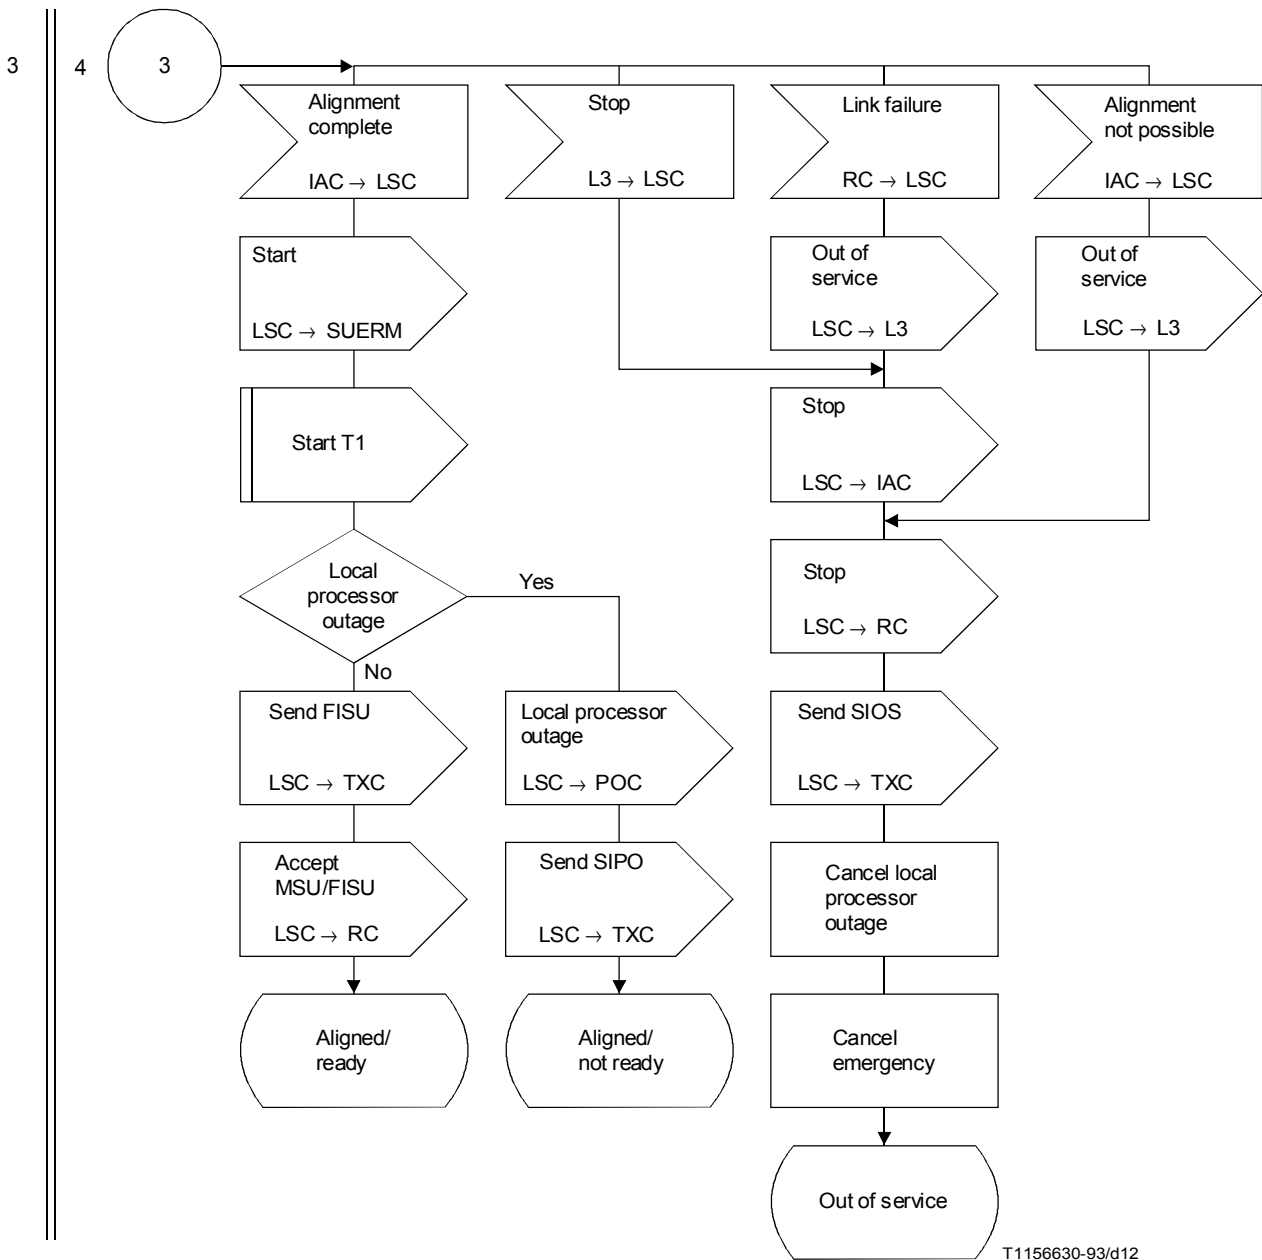 3
4
3
Alignment
complete
IAC → LSC
Stop
L3 → LSC
Link failure
RC → LSC
Alignment
not possible
IAC → LSC
Start
LSC → SUERM
Out of
service
LSC → L3
Out of
service
LSC → L3
Start T1
Stop
LSC → IAC
Local
processor
outage
Yes
No
Stop
LSC → RC
Send FISU
LSC → TXC
Local processor
outage
LSC → POC
Send SIOS
LSC → TXC
Accept
MSU/FISU
LSC → RC
Send SIPO
LSC → TXC
Cancel local
processor
outage
Aligned/
ready
Aligned/
not ready
Cancel
emergency
Out of service
T1156630-93/d12